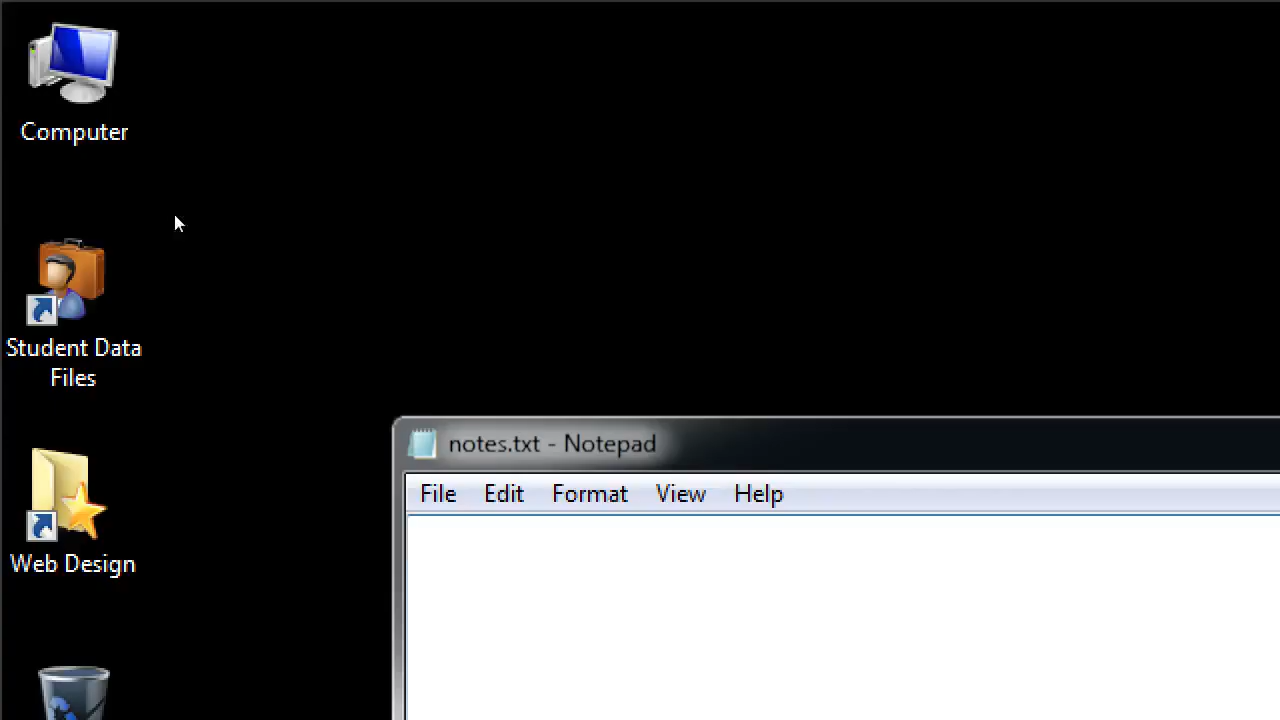 Computer
Student Data
Files
Web Design
notes.txt - Notepad
File Edit Format View Help